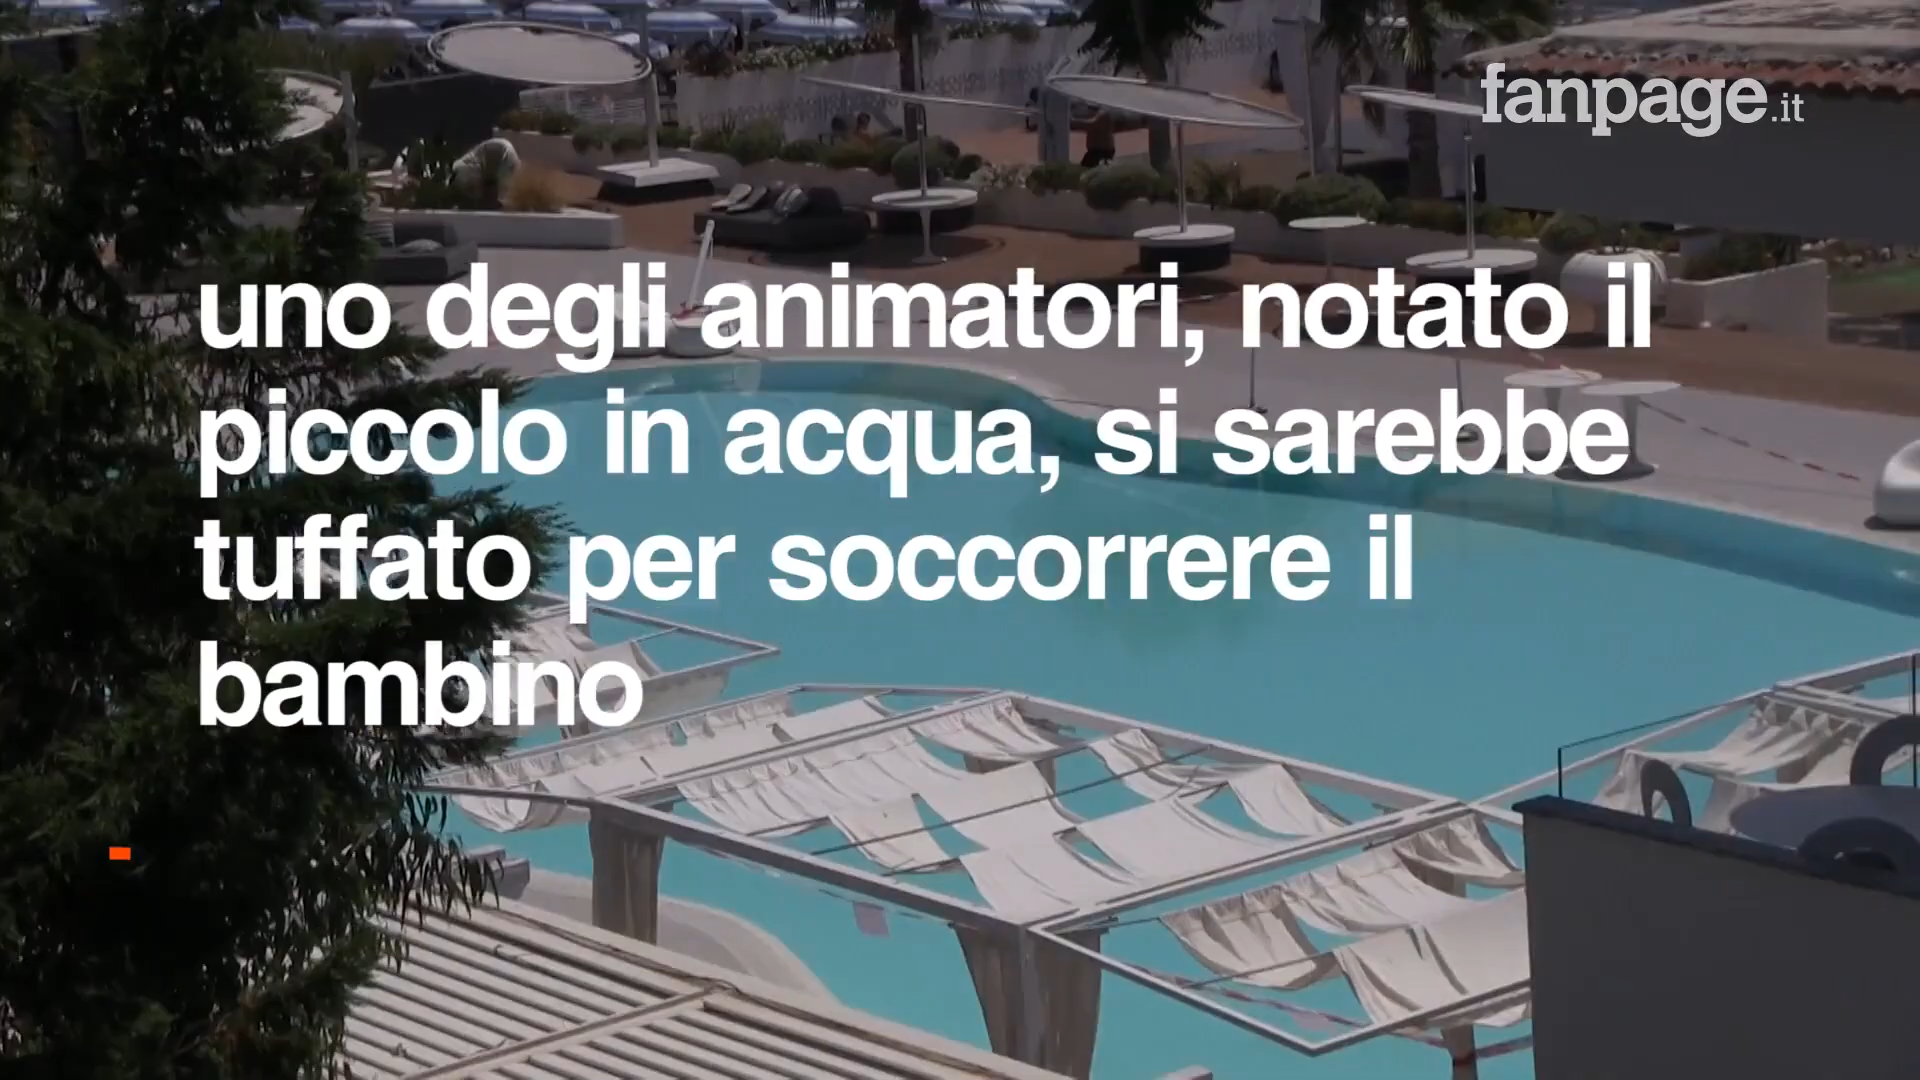 fanpage.it
uno degli animatori, notato il
piccolo in acqua, si sarebbe
tuffato per soccorrere il
bambino